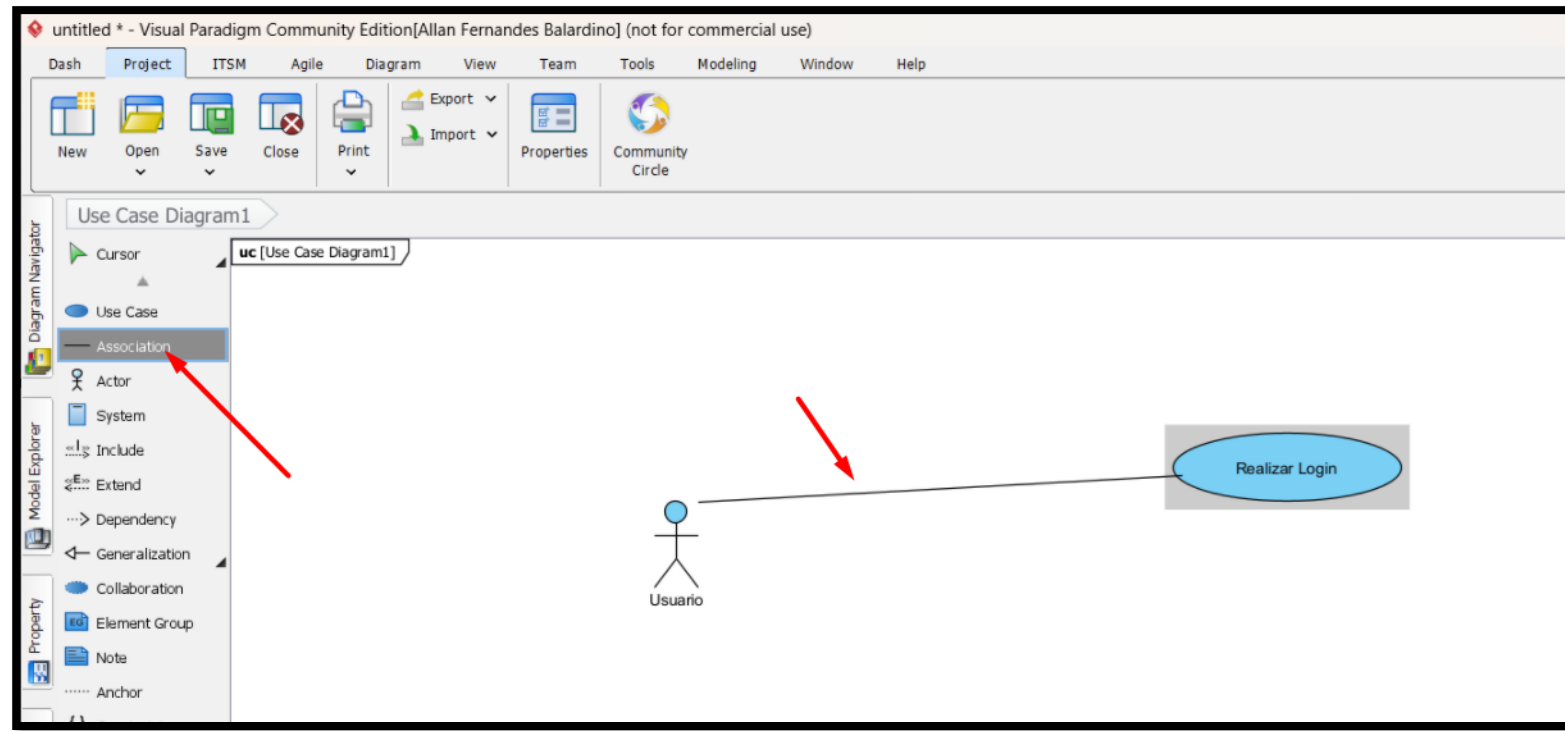 untitled * - Visual Paradigm Community Edition[Allan Fernandes Balardino] (not for commercial use)
Dash Project ITSM Agile Diagram View Team Tools Modeling Window Help
Export
Import
New Open Save Close Print Properties Community
Circle
Use Case Diagram1
Diagram Navigator
Model Explorer
Property
Cursor
Use Case
Association
Actor
System
Include
Extend
Dependency
Generalization
Collaboration
EG Element Group
Note
Anchor
uc [Use Case Diagram1]
Realizar Login
Usuario